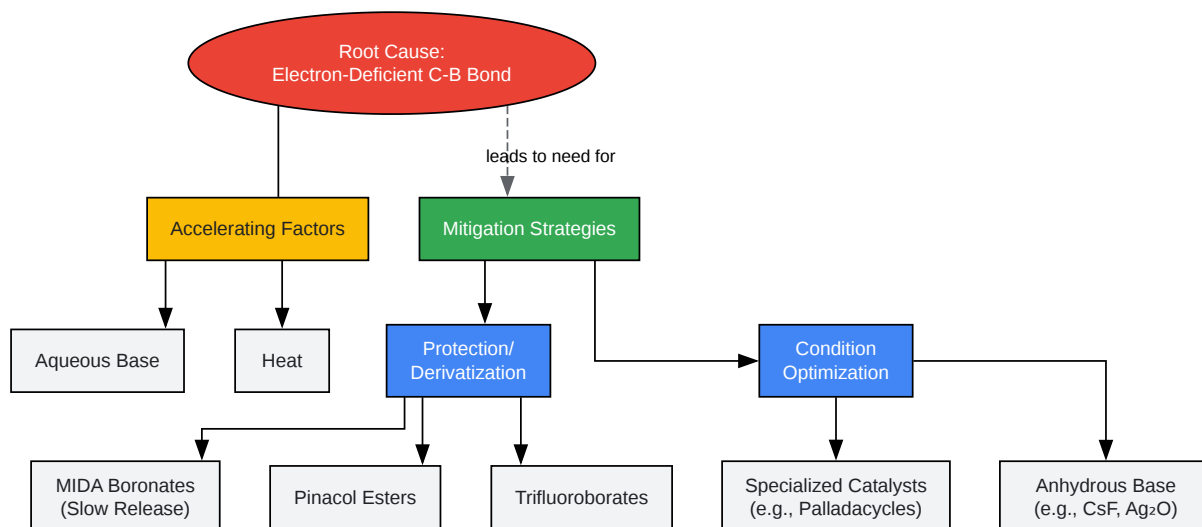 Root Cause:
Electron-Deficient C-B Bond
leads to need for
Accelerating Factors
Mitigation Strategies
Aqueous Base
Heat
Protection/
Derivatization
Condition
Optimization
MIDA Boronates
(Slow Release)
Pinacol Esters
Trifluoroborates
Specialized Catalysts
(e.g., Palladacycles)
Anhydrous Base
(e.g., CsF, Ag₂O)